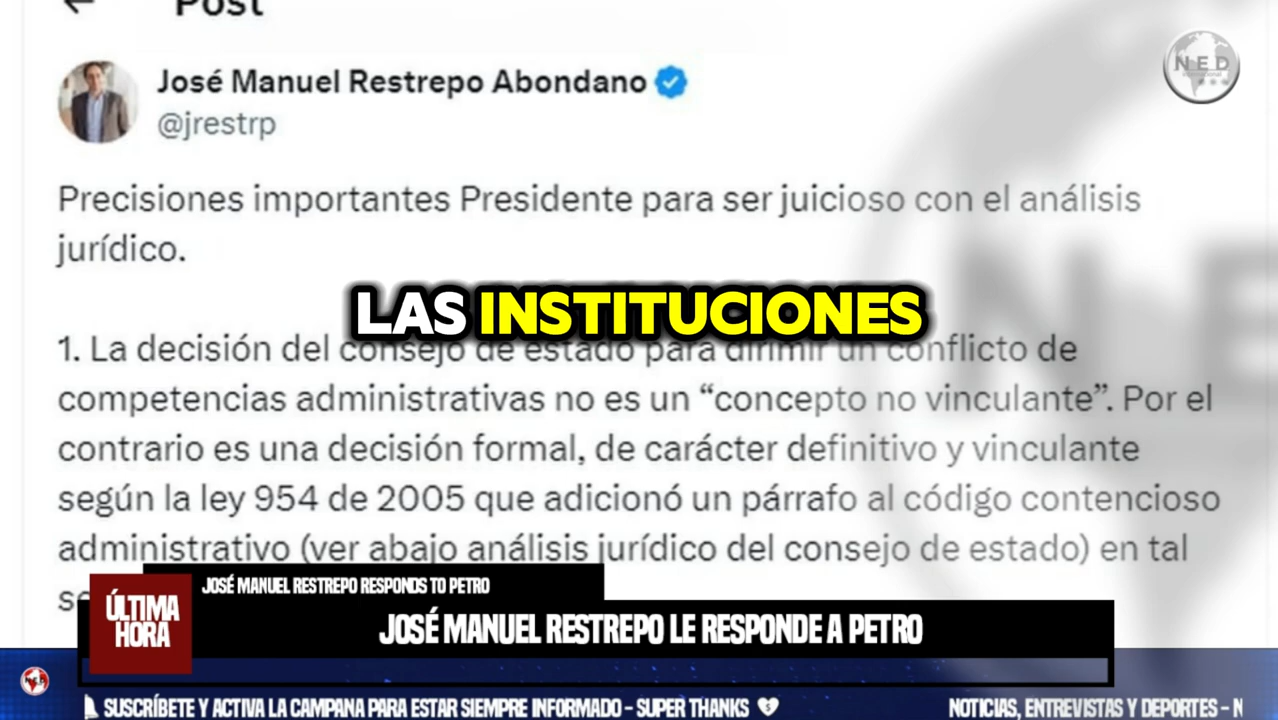 Post
José Manuel Restrepo Abondano
@jrestrp
NED
Precisiones importantes Presidente para ser juicioso con el análisis
jurídico.
LAS INSTITUCIONES
1. La decisión del consejo de estado para dirimir un conflicto de
competencias administrativas no es un “concepto no vinculante”. Por el
contrario es una decisión formal, de carácter definitivo y vinculante
según la ley 954 de 2005 que adicionó un párrafo al código contencioso
administrativo (ver abajo análisis jurídico del consejo de estado) en tal
JOSÉ MANUEL RESTREPO RESPONDS TO PETRO
ÚLTIMA
HORA
JOSÉ MANUEL RESTREPO LE RESPONDE A PETRO
SUSCRÍBETE Y ACTIVA LA CAMPANA PARA ESTAR SIEMPRE INFORMADO - SUPER THANKS
NOTICIAS, ENTREVISTAS Y DEPORTES - N